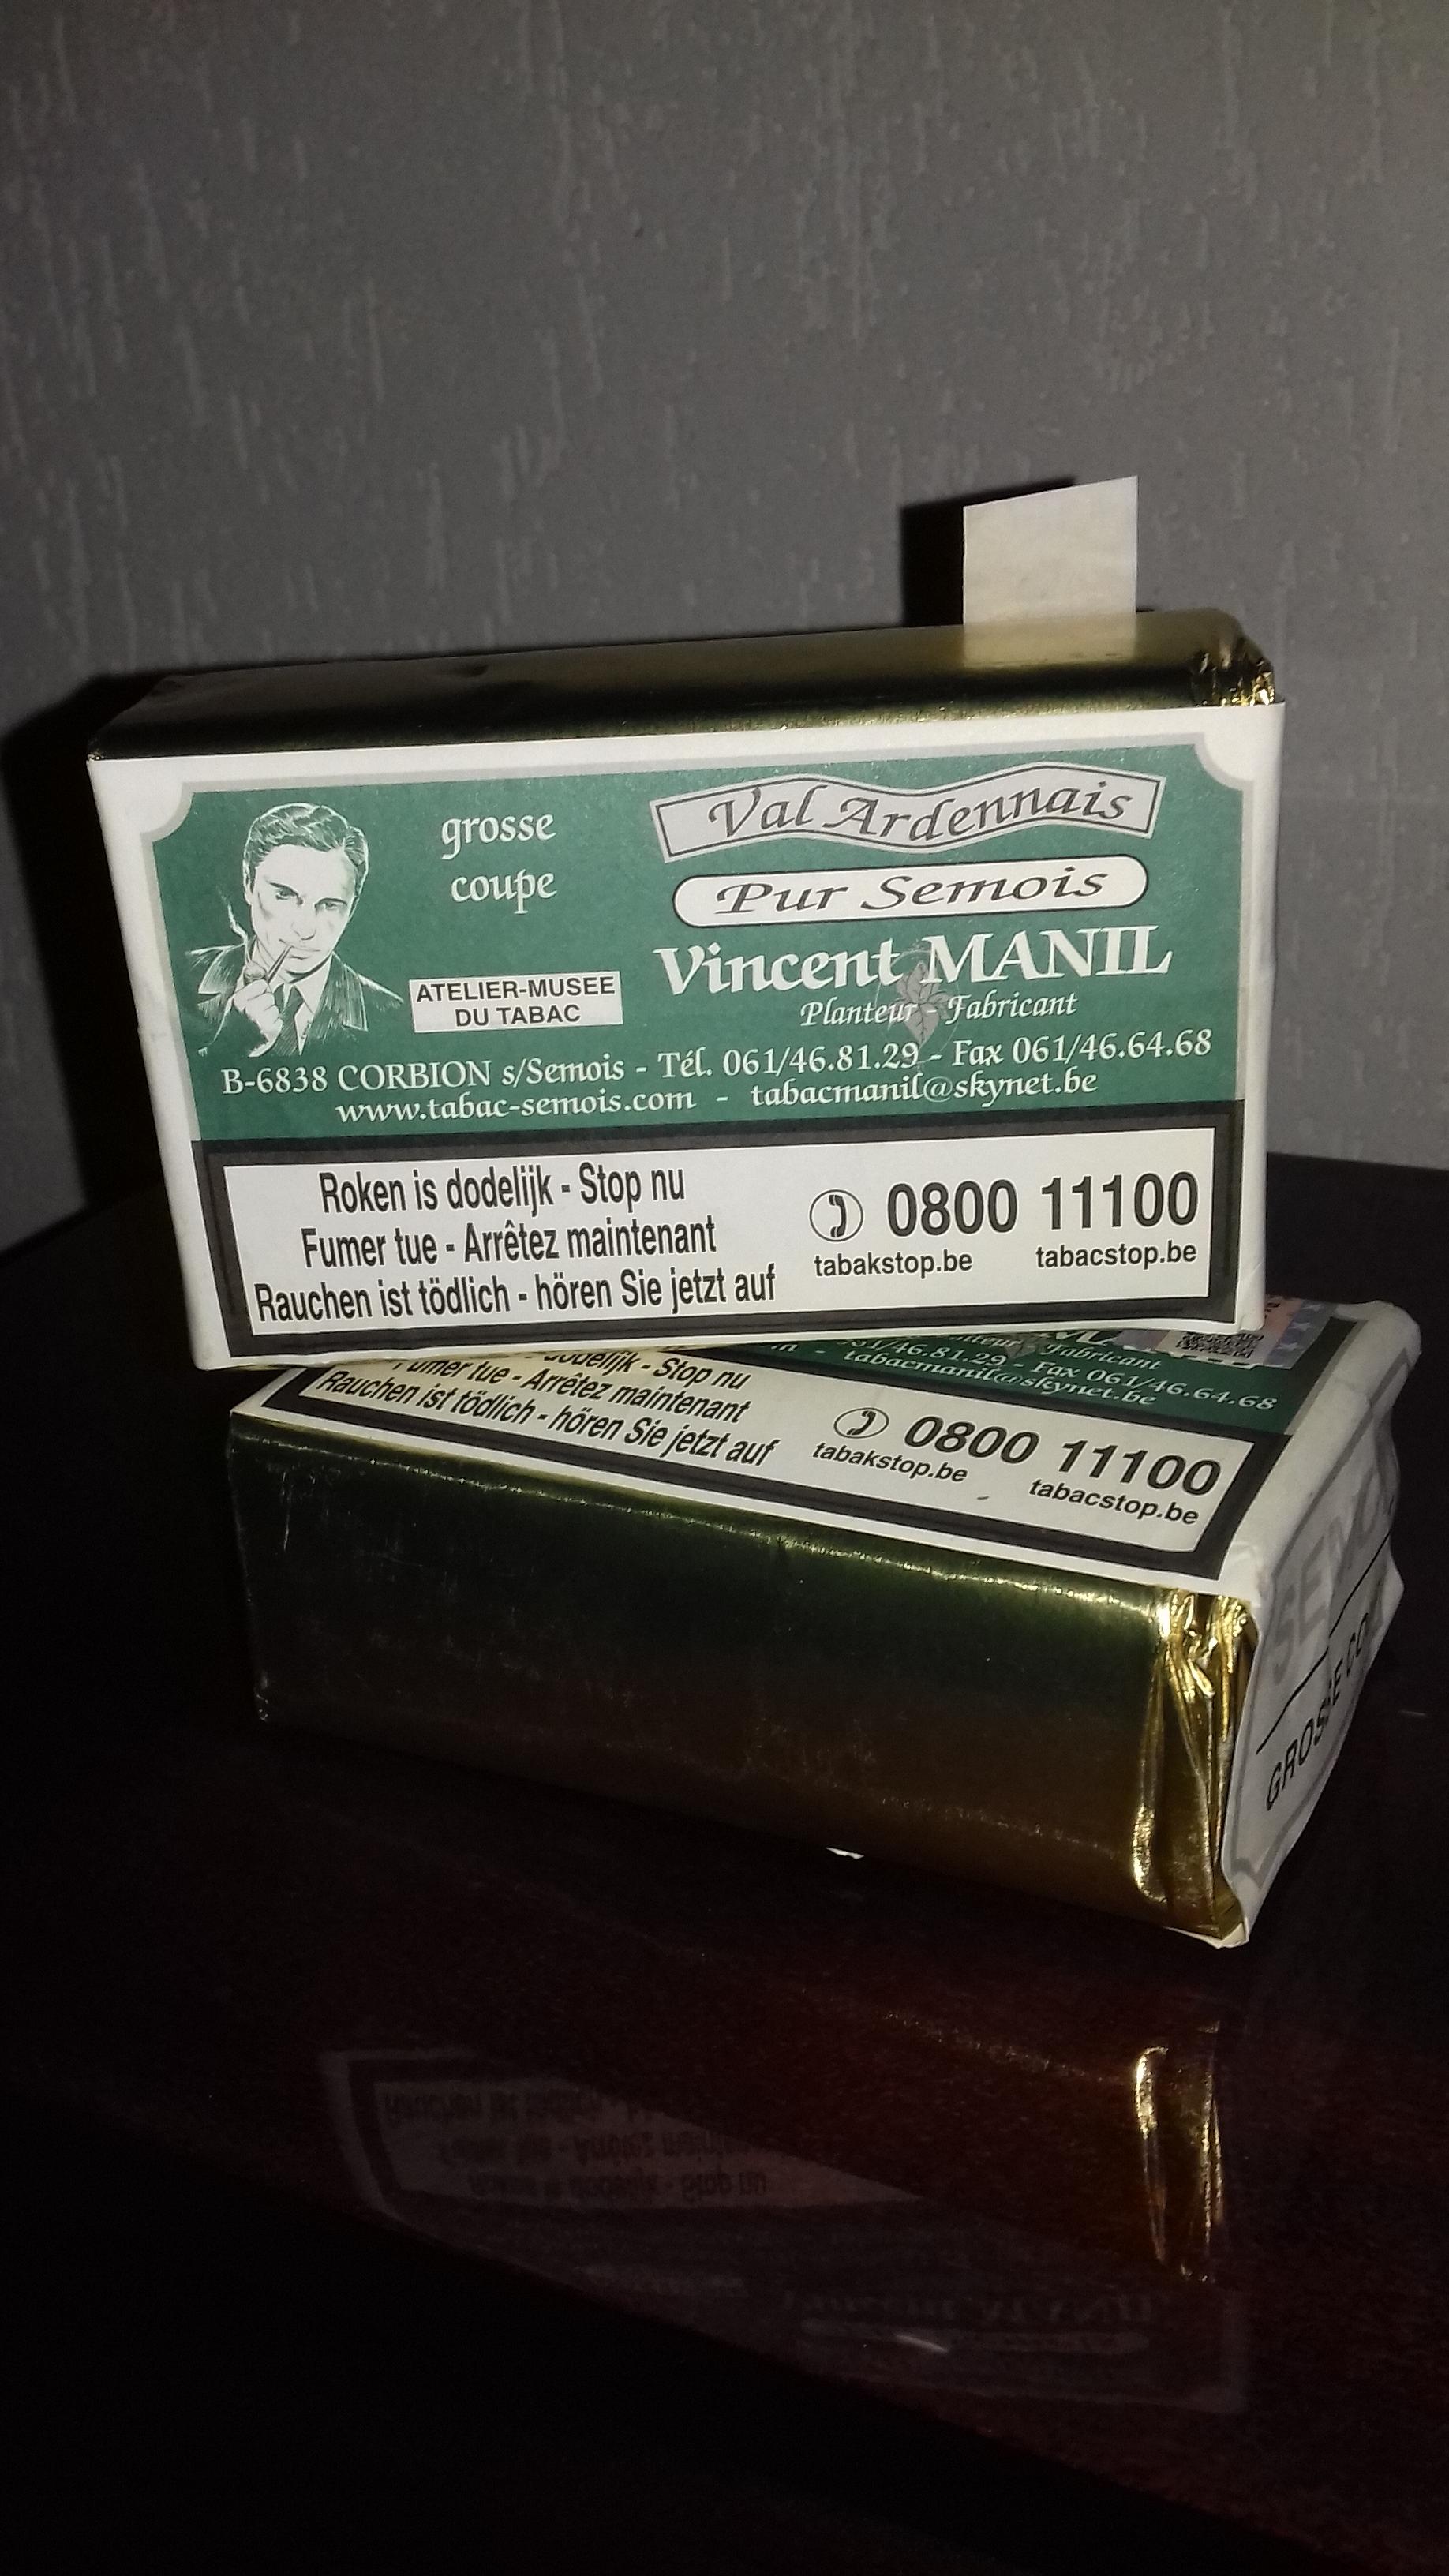 grosse
coupe
Val Ardennais
Pur Semois
Vincent MANIL
Planteur - Fabricant
ATELIER-MUSEE
DU TABAC
B-6838 CORBION s/Semois - Tél. 061/46.81.29 - Fax 061/46.64.68
www.tabac-semois.com - tabacmanil@skynet.be
Roken is dodelijk - Stop nu
Fumer tue - Arrêtez maintenant
Rauchen ist tödlich - hören Sie jetzt auf
0800 11100
tabakstop.be tabacstop.be
Fabricant
/46.81.29 - Fax 061/46.64.68
- tabacmanil@skynet.be
dodelijk - Stop nu
Fumer tue - Arrêtez maintenant
Rauchen ist tödlich - hören Sie jetzt auf
0800 11100
tabakstop.be tabacstop.be
GROSSE